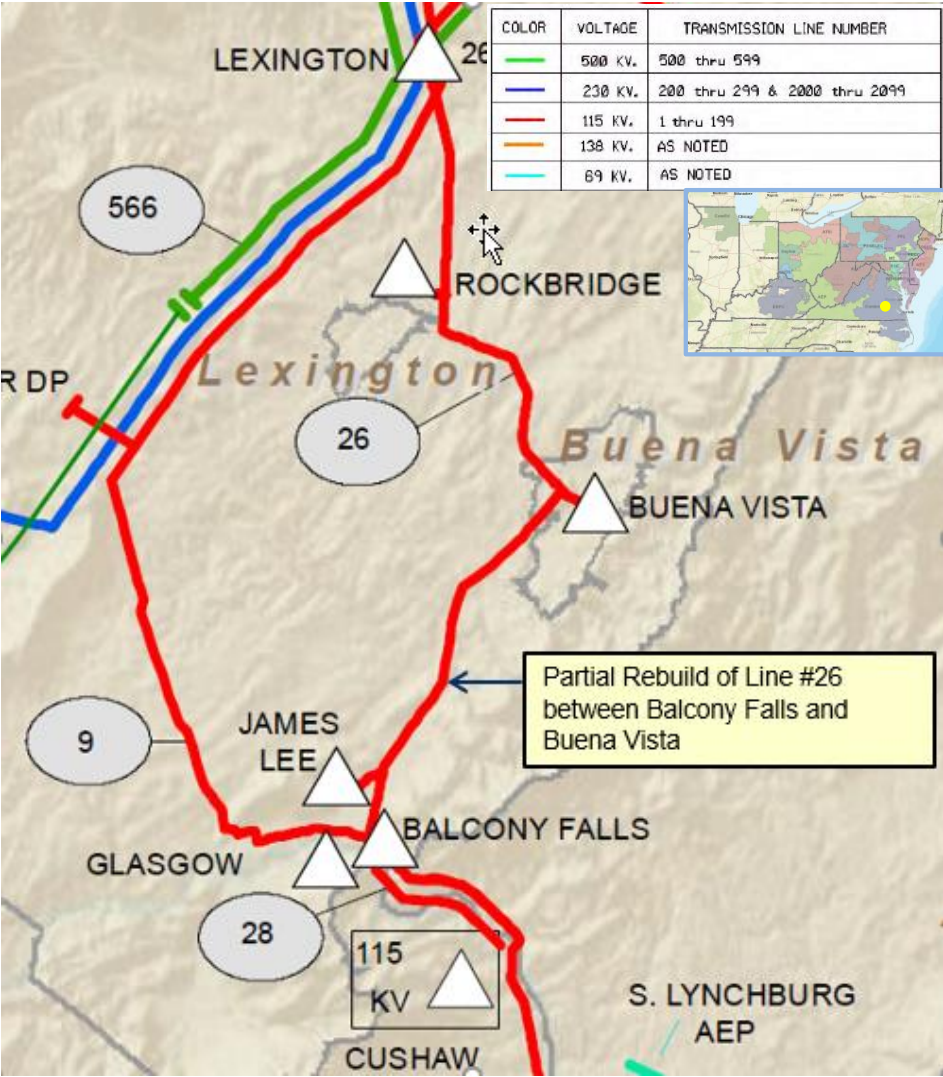 LEXINGTON
26
COLOR VOLTAGE TRANSMISSION LINE NUMBER
500 KV. 500 thru 599
230 KV. 200 thru 299 & 2000 thru 2099
115 KV. 1 thru 199
138 KV. AS NOTED
69 KV. AS NOTED
566
ROCKBRIDGE
Lexington
R DP
26
Buena Vista
BUENA VISTA
Partial Rebuild of Line #26
between Balcony Falls and
Buena Vista
9
JAMES
LEE
BALCONY FALLS
GLASGOW
28
115
KV
CUSHAW
S. LYNCHBURG
AEP